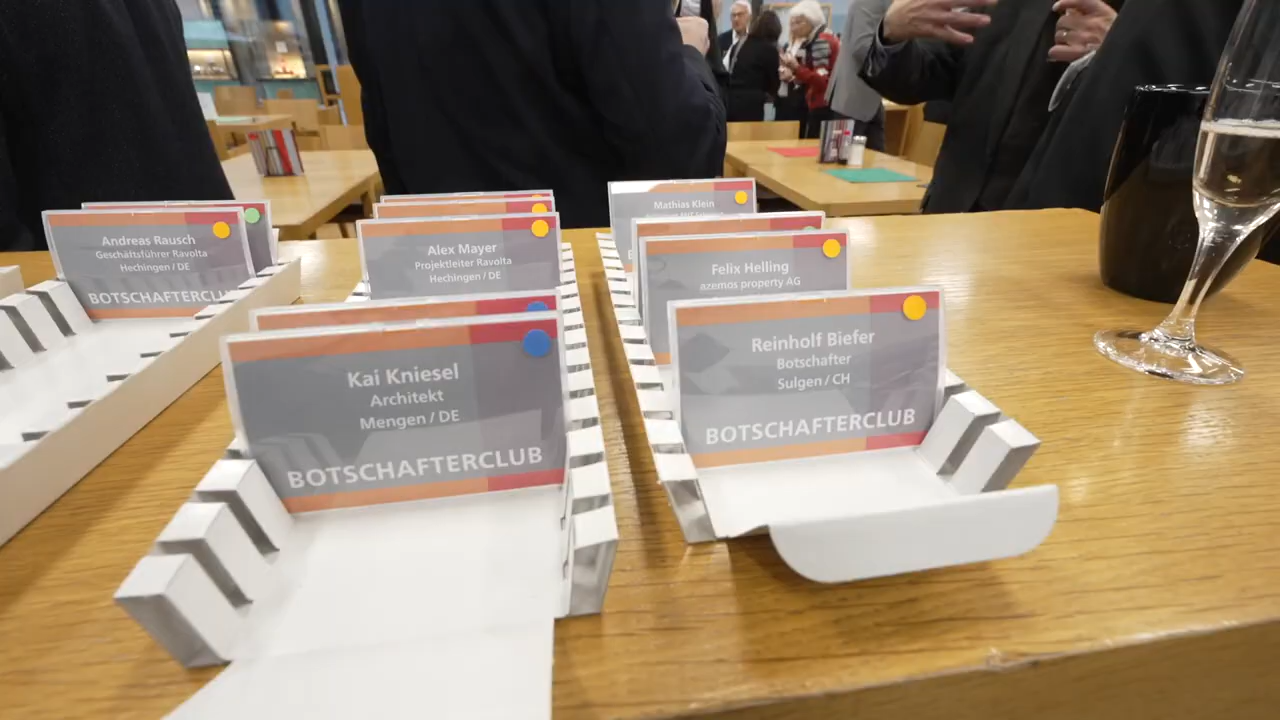 Andreas Rausch
Geschäftsführer Ravolta
Hechingen / DE
BOTSCHAFTERCLU
Alex Mayer
Projektleiter Ravolta
Hechingen / DE
Mathias Klein
Felix Helling
azemos property AG
Kai Kniesel
Architekt
Mengen / DE
BOTSCHAFTERCLUB
Reinholf Biefer
Botschafter
Sulgen / CH
BOTSCHAFTERCLUB